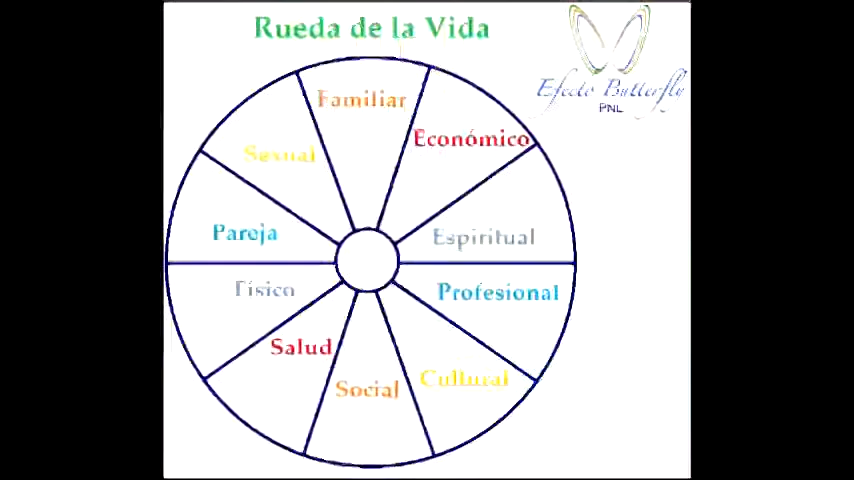 Rueda de la Vida
Efecto Butterfly
PNL
Familiar
Económico
Sexual
Pareja
Espiritual
Físico
Profesional
Salud
Social
Cultural